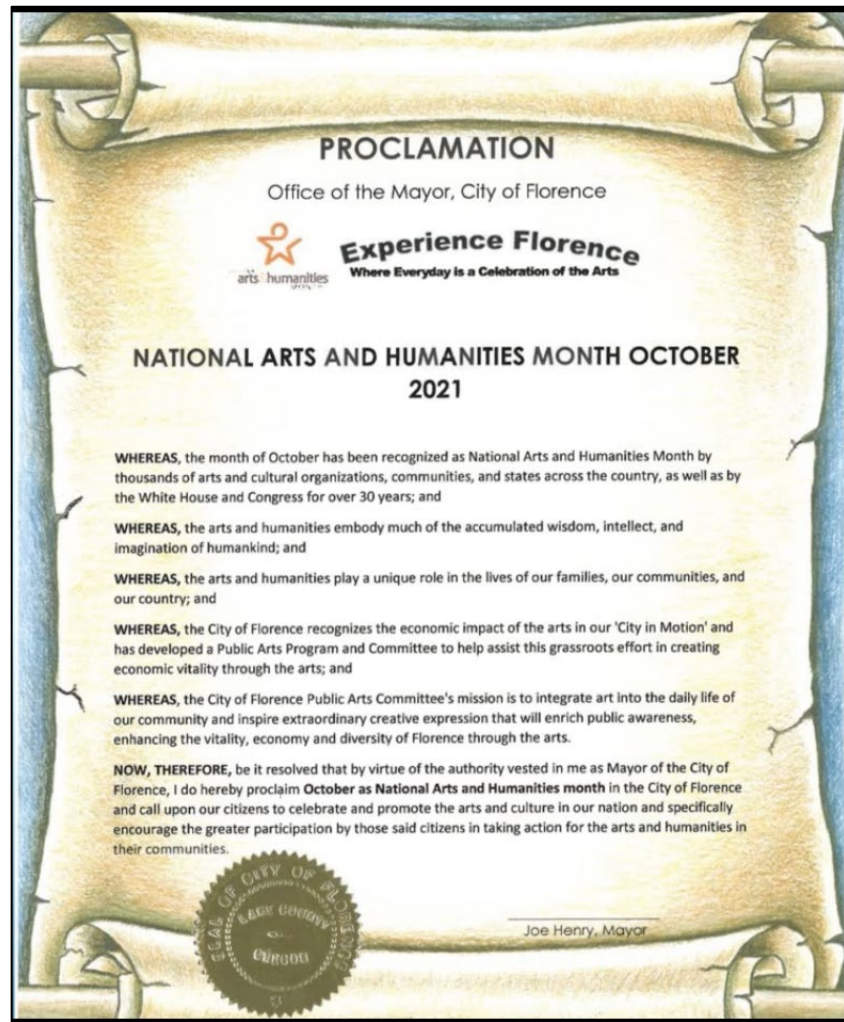 PROCLAMATION
Office of the Mayor, City of Florence
arts humanities
Experience Florence
Where Everyday is a Celebration of the Arts
NATIONAL ARTS AND HUMANITIES MONTH OCTOBER
2021
WHEREAS, the month of October has been recognized as National Arts and Humanities Month by
thousands of arts and cultural organizations, communities, and states across the country, as well as by
the White House and Congress for over 30 years; and
WHEREAS, the arts and humanities embody much of the accumulated wisdom, intellect, and
imagination of humankind; and
WHEREAS, the arts and humanities play a unique role in the lives of our families, our communities, and
our country; and
WHEREAS, the City of Florence recognizes the economic impact of the arts in our 'City in Motion' and
has developed a Public Arts Program and Committee to help assist this grassroots effort in creating
economic vitality through the arts; and
WHEREAS, the City of Florence Public Arts Committee's mission is to integrate art into the daily life of
our community and inspire extraordinary creative expression that will enrich public awareness,
enhancing the vitality, economy and diversity of Florence through the arts.
NOW, THEREFORE, be it resolved that by virtue of the authority vested in me as Mayor of the City of
Florence, I do hereby proclaim October as National Arts and Humanities month in the City of Florence
and call upon our citizens to celebrate and promote the arts and culture in our nation and specifically
encourage the greater participation by those said citizens in taking action for the arts and humanities in
their communities.
SEAL OF CITY OF FLORENCE
LANE COUNTY
OREGON
Joe Henry, Mayor